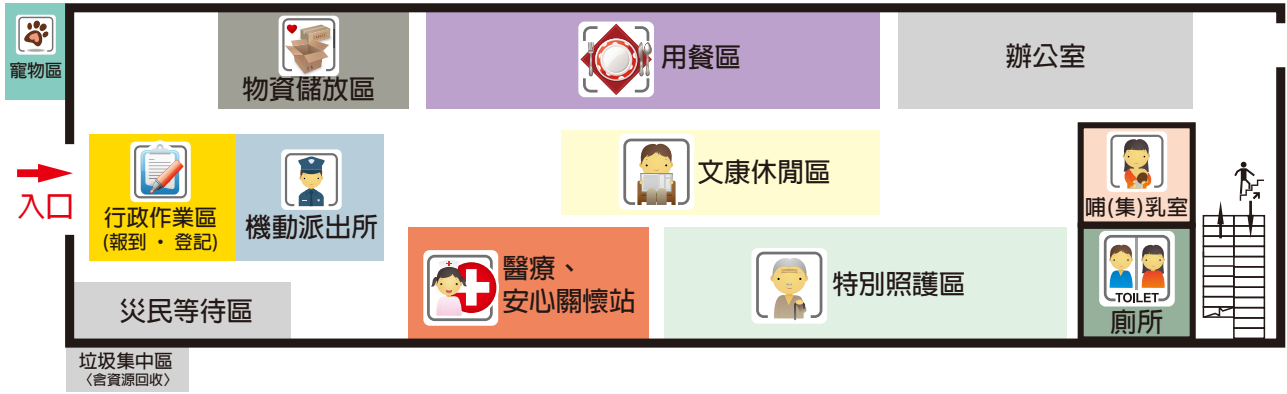 寵物區
物資儲放區
用餐區
辦公室
入口
行政作業區
(報到 ・ 登記)
機動派出所
文康休閒區
哺(集)乳室
災民等待區
醫療、
安心關懷站
特別照護區
TOILET
廁所
垃圾集中區
〈含資源回收〉